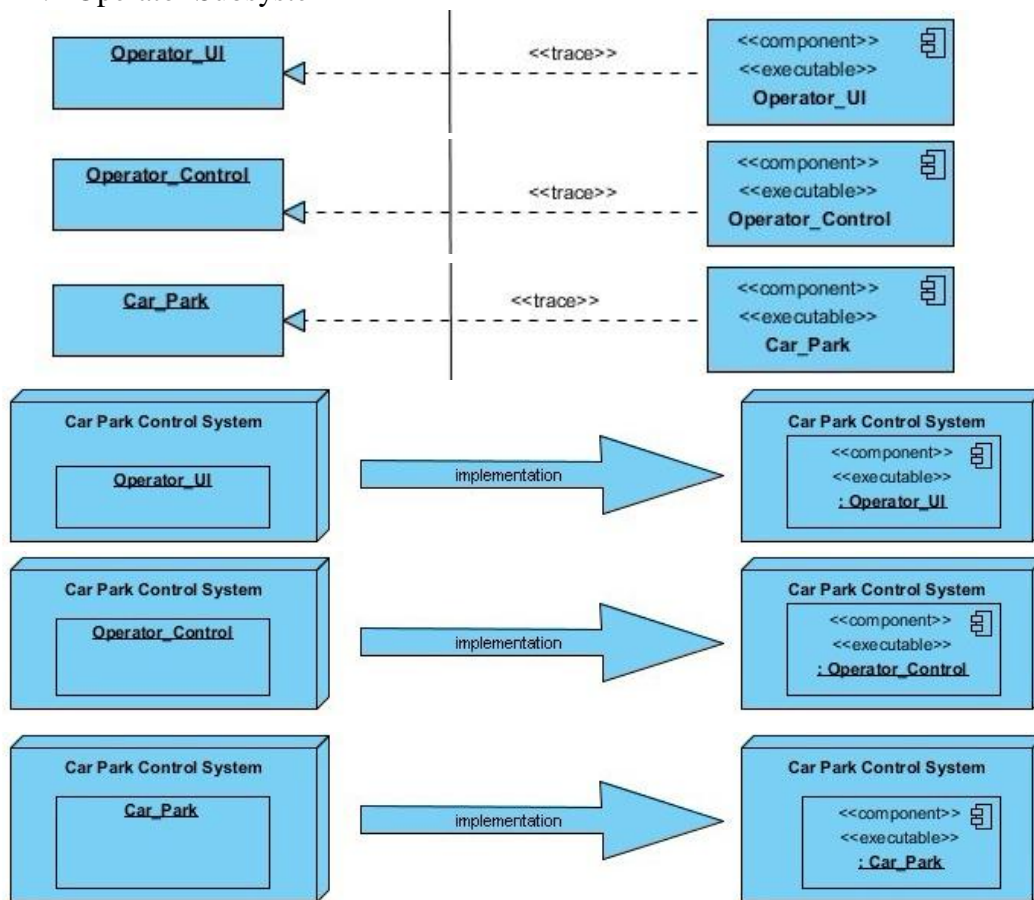 Operator Subsystem
Operator_UI
<<trace>>
<<component>>
<<executable>>
Operator_UI
Operator_Control
<<trace>>
<<component>>
<<executable>>
Operator_Control
Car_Park
<<trace>>
<<component>>
<<executable>>
Car_Park
Car Park Control System
Operator_UI
implementation
Car Park Control System
<<component>>
<<executable>>
: Operator_UI
Car Park Control System
Operator_Control
implementation
Car Park Control System
<<component>>
<<executable>>
: Operator_Control
Car Park Control System
Car_Park
implementation
Car Park Control System
<<component>>
<<executable>>
: Car_Park